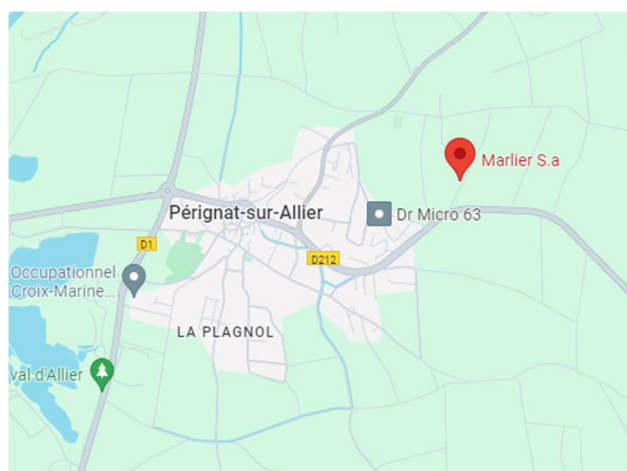 Marlier S.a
Pérignat-sur-Allier
Dr Micro 63
D1
D212
Occupationnel
Croix-Marine...
LA PLAGNOL
val d'Allier